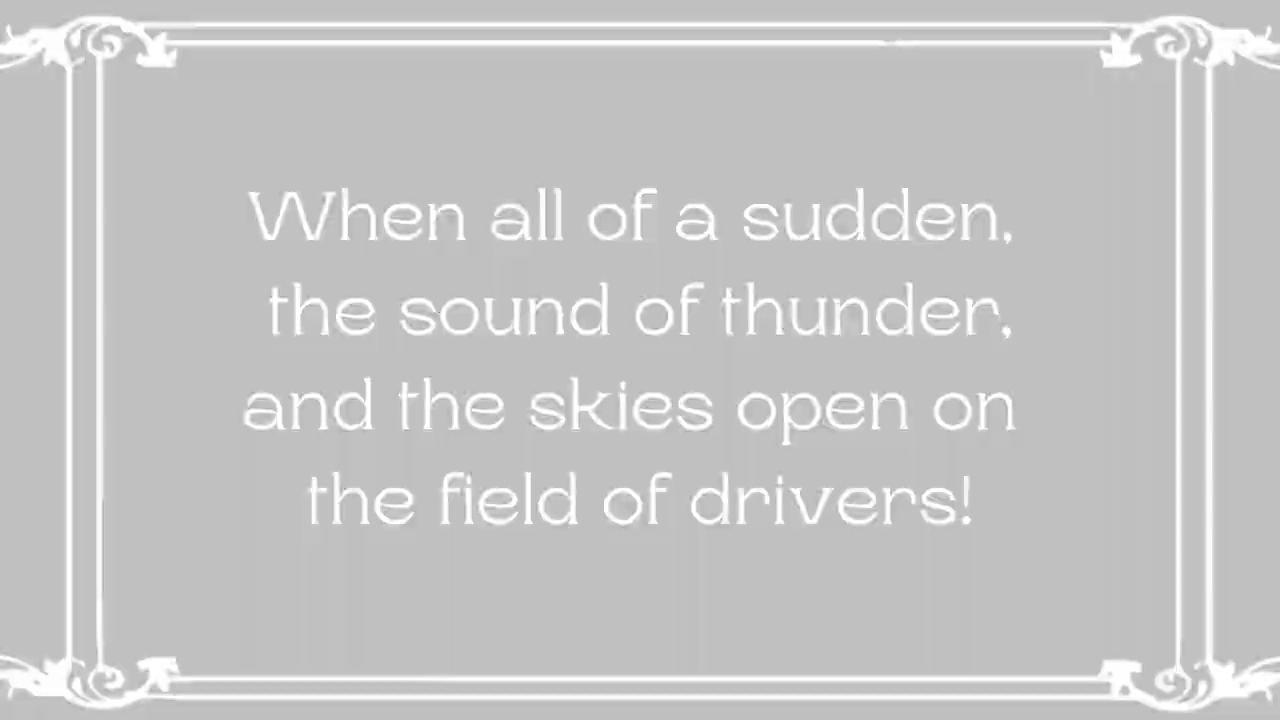 When all of a sudden,
the sound of thunder,
and the skies open on
the field of drivers!